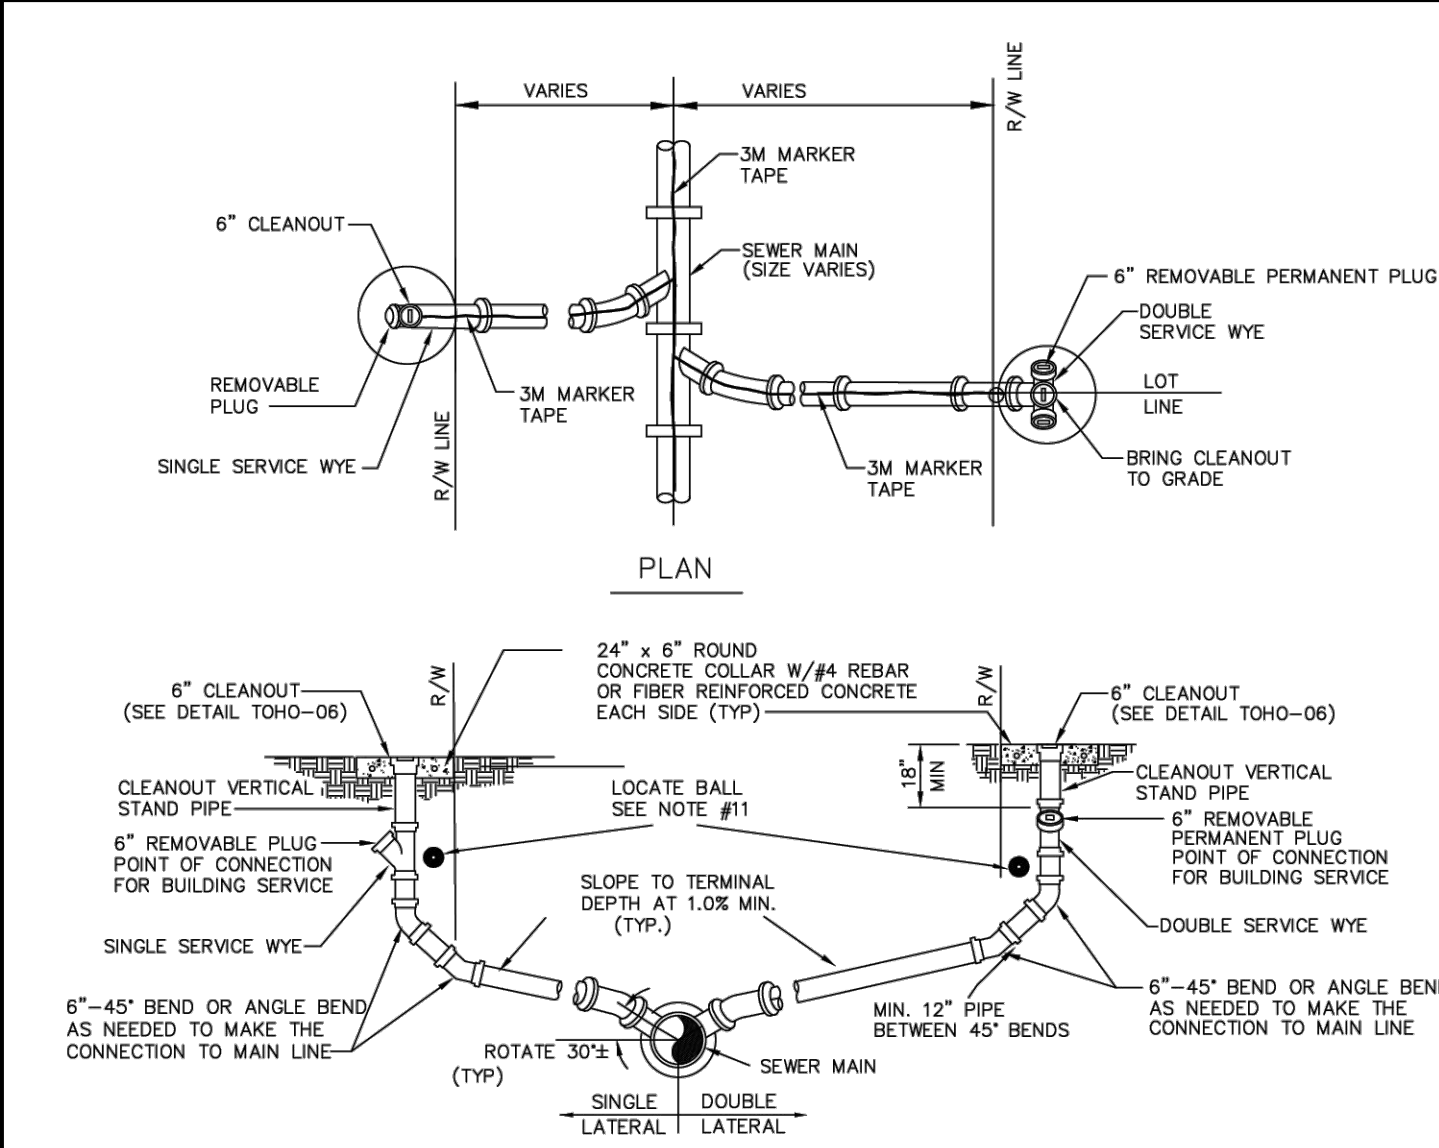 VARIES
VARIES
R/W LINE
3M MARKER
TAPE
6" CLEANOUT
SEWER MAIN
(SIZE VARIES)
6" REMOVABLE PERMANENT PLUG
DOUBLE
SERVICE WYE
REMOVABLE
PLUG
3M MARKER
TAPE
LOT
LINE
SINGLE SERVICE WYE
R/W LINE
3M MARKER
TAPE
BRING CLEANOUT
TO GRADE
PLAN
24" x 6" ROUND
CONCRETE COLLAR W/#4 REBAR
OR FIBER REINFORCED CONCRETE
EACH SIDE (TYP)
R/W
R/W
6" CLEANOUT
(SEE DETAIL TOHO-06)
6" CLEANOUT
(SEE DETAIL TOHO-06)
18"
MIN
CLEANOUT VERTICAL
STAND PIPE
LOCATE BALL
SEE NOTE #11
CLEANOUT VERTICAL
STAND PIPE
6" REMOVABLE PLUG
POINT OF CONNECTION
FOR BUILDING SERVICE
6" REMOVABLE
PERMANENT PLUG
POINT OF CONNECTION
FOR BUILDING SERVICE
SLOPE TO TERMINAL
DEPTH AT 1.0% MIN.
(TYP.)
SINGLE SERVICE WYE
DOUBLE SERVICE WYE
6"-45° BEND OR ANGLE BEND
AS NEEDED TO MAKE THE
CONNECTION TO MAIN LINE
MIN. 12" PIPE
BETWEEN 45° BENDS
6"-45° BEND OR ANGLE BEN
AS NEEDED TO MAKE THE
CONNECTION TO MAIN LINE
ROTATE 30°±
(TYP)
SEWER MAIN
SINGLE
LATERAL
DOUBLE
LATERAL